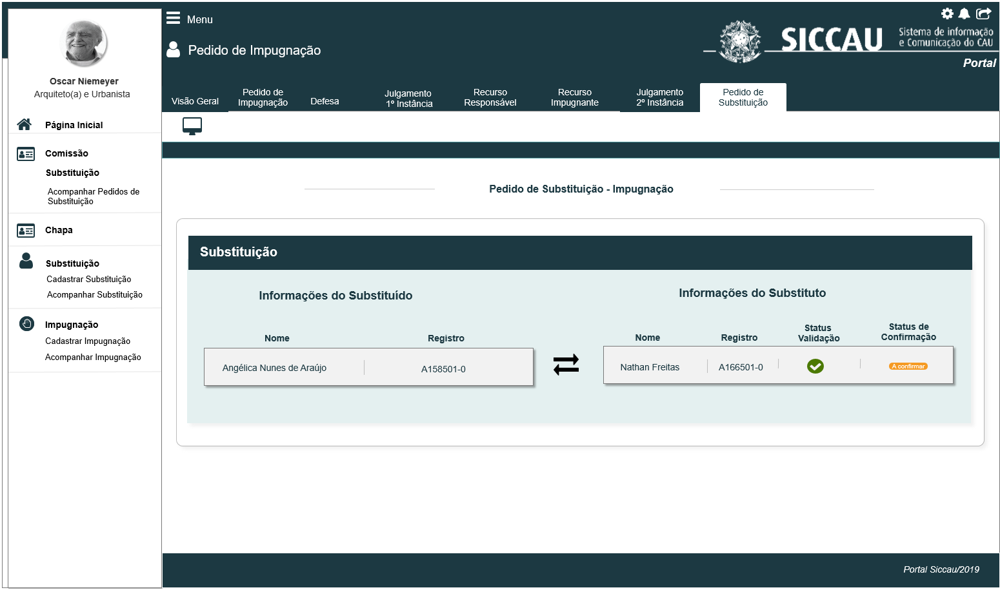 Menu
Pedido de Impugnação
SICCAU
Sistema de informação
e Comunicação do CAU
Portal
Oscar Niemeyer
Arquiteto(a) e Urbanista
Página Inicial
Comissão
Substituição
Acompanhar Pedidos de
Substituição
Chapa
Substituição
Cadastrar Substituição
Acompanhar Substituição
Impugnação
Cadastrar Impugnação
Acompanhar Impugnação
Visão Geral
Pedido de
Impugnação
Defesa
Julgamento
1º Instância
Recurso
Responsável
Recurso
Impugnante
Julgamento
2º Instância
Pedido de
Substituição
Pedido de Substituição - Impugnação
Substituição
Informações do Substituído
Nome Registro
Angélica Nunes de Araújo A158501-0
Informações do Substituto
Nome
Registro
Status
Validação
Status de
Confirmação
Nathan Freitas A166501-0 A confirmar
Portal Siccau/2019